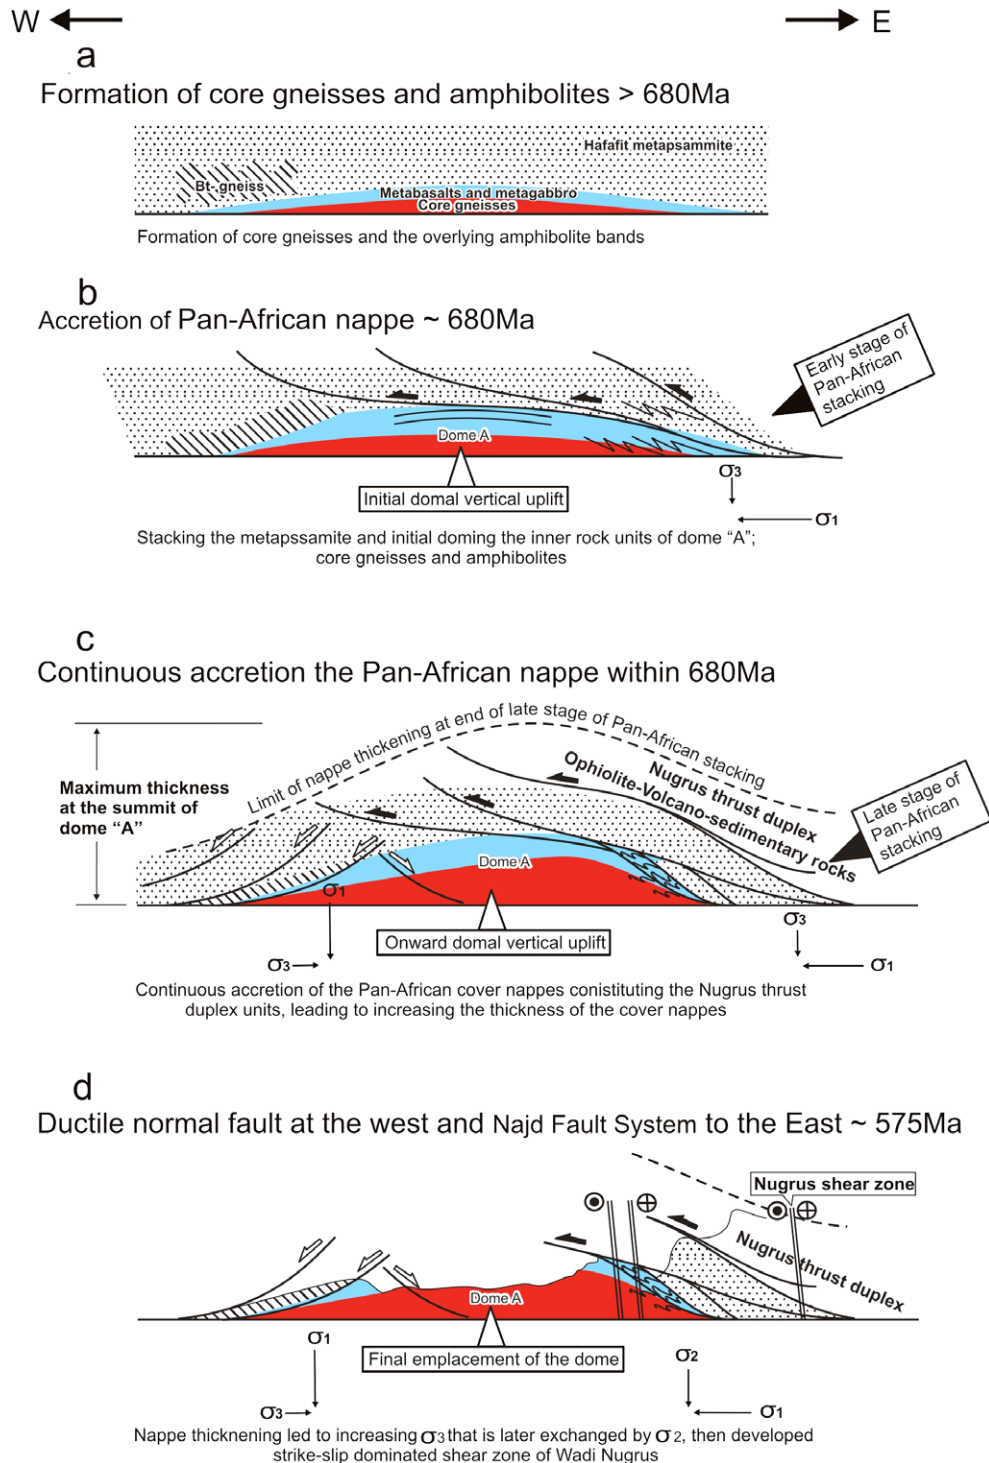 W E
a
Formation of core gneisses and amphibolites > 680Ma
Hafafit metapsammite
Bt- gneiss
Metabasalts and metagabbro
Core gneisses
Formation of core gneisses and the overlying amphibolite bands
b
Accretion of Pan-African nappe ~ 680Ma
Early stage of
Pan-African
stacking
Dome A
σ3
Initial domal vertical uplift
σ1
Stacking the metapssamite and initial doming the inner rock units of dome “A”;
core gneisses and amphibolites
c
Continuous accretion the Pan-African nappe within 680Ma
Limit of nappe thickening at end of late stage of Pan-African stacking
Maximum thickness
at the summit of
dome “A”
Nugrus thrust duplex
Ophiolite-Volcano-sedimentary rocks
Late stage of
Pan-African
stacking
Dome A
σ1
σ3
Onward domal vertical uplift
σ3
σ1
Continuous accretion of the Pan-African cover nappes conistituting the Nugrus thrust
duplex units, leading to increasing the thickness of the cover nappes
d
Ductile normal fault at the west and Najd Fault System to the East ~ 575Ma
Nugrus shear zone
Nugrus thrust duplex
Dome A
σ1
Final emplacement of the dome
σ2
σ3
σ1
Nappe thicknening led to increasing σ3 that is later exchanged by σ2, then developed
strike-slip dominated shear zone of Wadi Nugrus